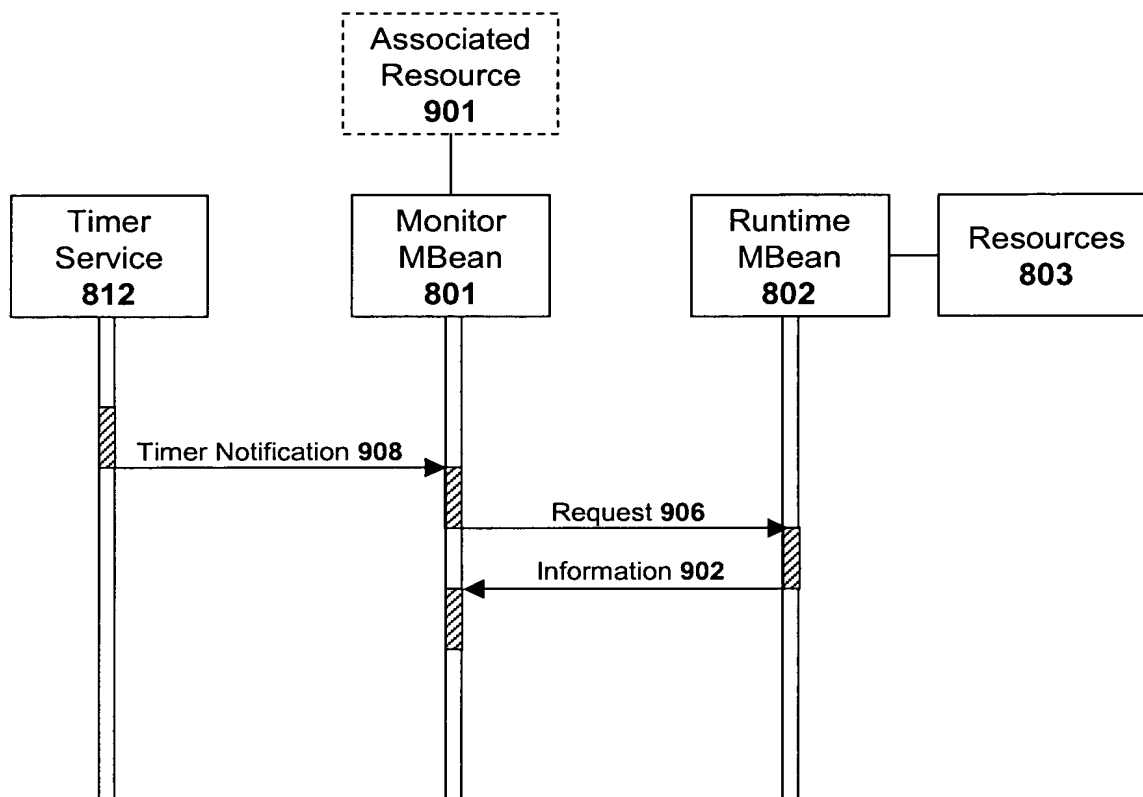 Associated
Resource
901
Timer
Service
812
Monitor
MBean
801
Runtime
MBean
802
Resources
803
Timer Notification 908
Request 906
Information 902